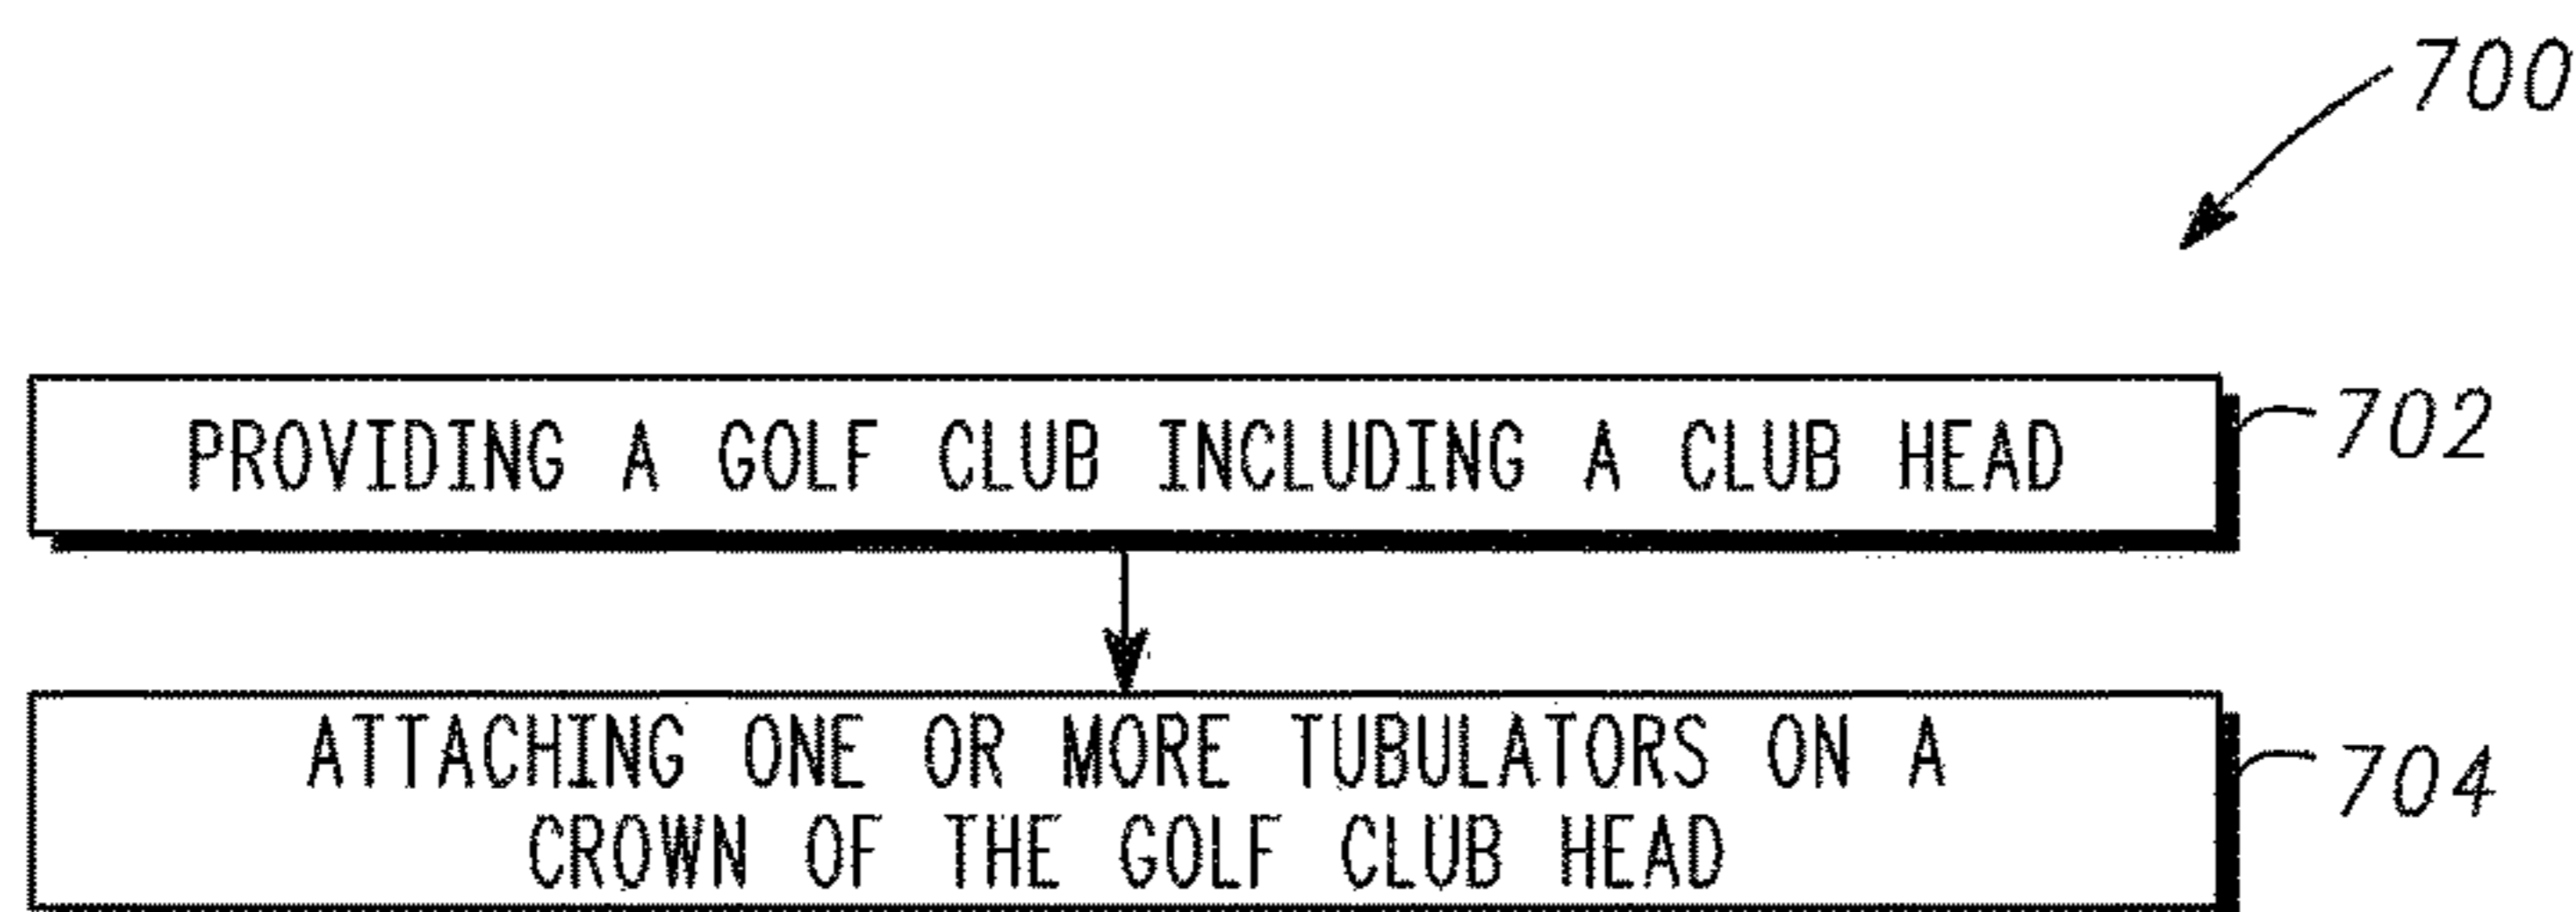 700
PROVIDING A GOLF CLUB INCLUDING A CLUB HEAD
702
ATTACHING ONE OR MORE TUBULATORS ON A
CROWN OF THE GOLF CLUB HEAD
704